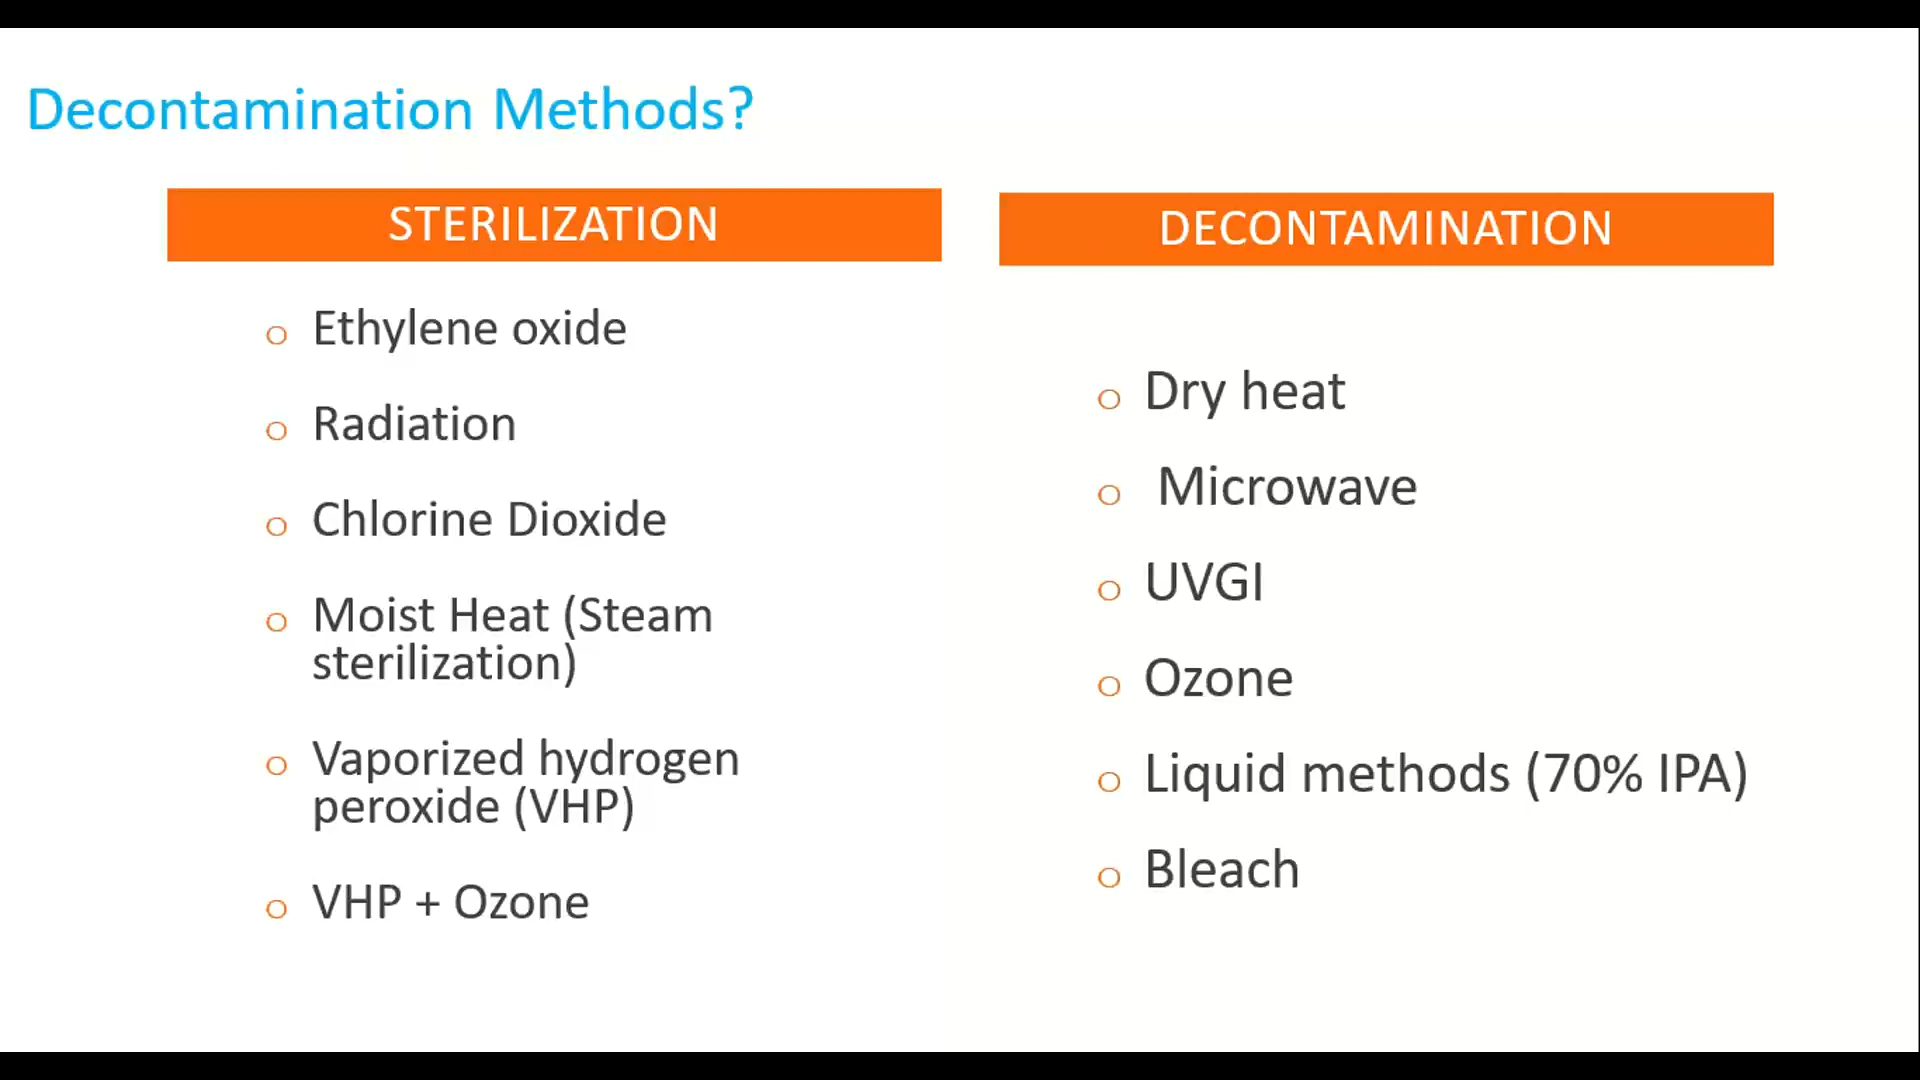 Decontamination Methods?
STERILIZATION
Ethylene oxide
Radiation
Chlorine Dioxide
Moist Heat (Steam
sterilization)
Vaporized hydrogen
peroxide (VHP)
VHP + Ozone
DECONTAMINATION
Dry heat
Microwave
UVGI
Ozone
Liquid methods (70% IPA)
Bleach